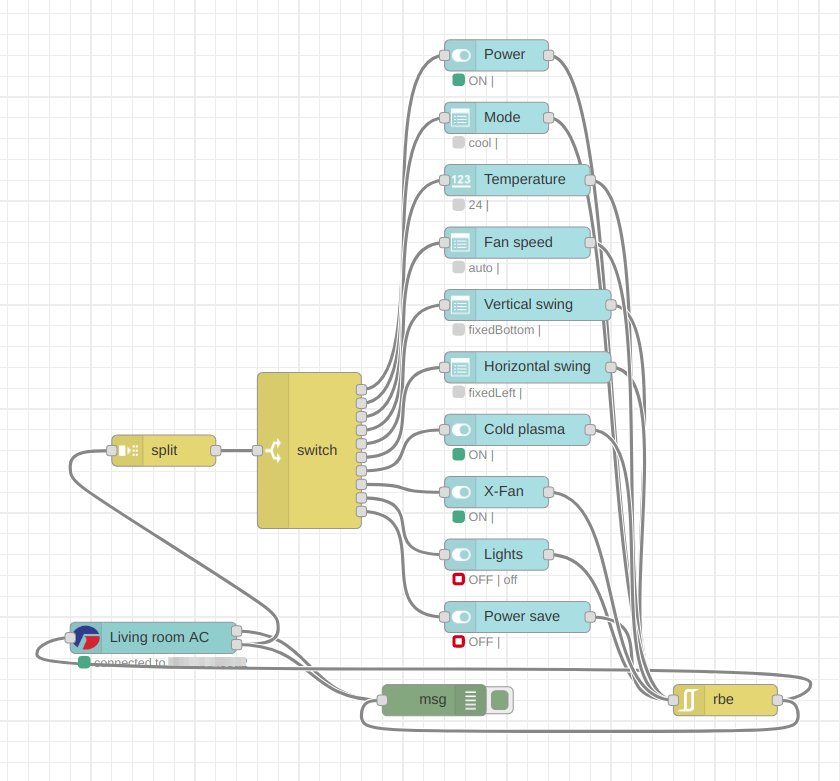 Power
ON |
Mode
cool |
123
Temperature
24 |
Fan speed
auto |
Vertical swing
fixedBottom |
Horizontal swing
fixedLeft |
split
switch
Cold plasma
ON |
X-Fan
ON |
Lights
OFF | off
Power save
OFF |
Living room AC
connected to
msg
rbe